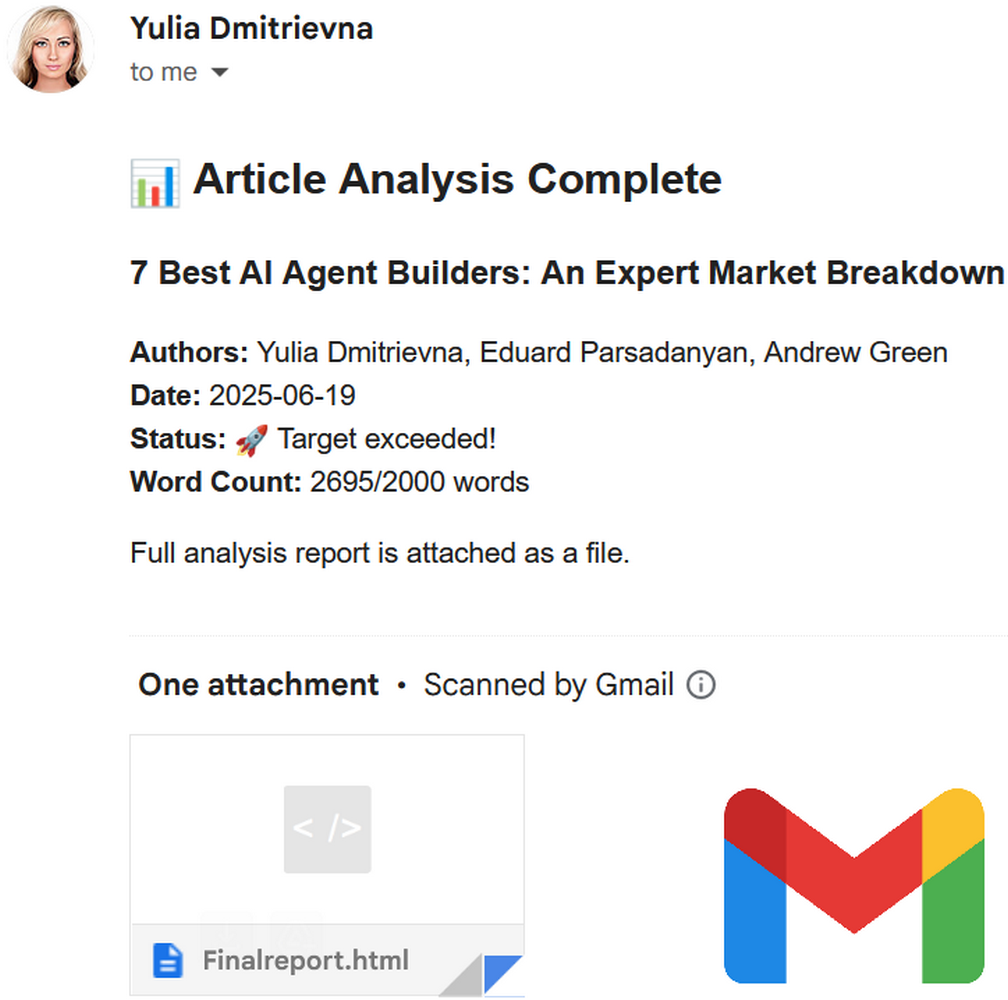 Yulia Dmitrievna
to me
📊 Article Analysis Complete
7 Best AI Agent Builders: An Expert Market Breakdown
Authors: Yulia Dmitrievna, Eduard Parsadanyan, Andrew Green
Date: 2025-06-19
Status: 🚀 Target exceeded!
Word Count: 2695/2000 words
Full analysis report is attached as a file.
One attachment • Scanned by Gmail
< />
Finalreport.html